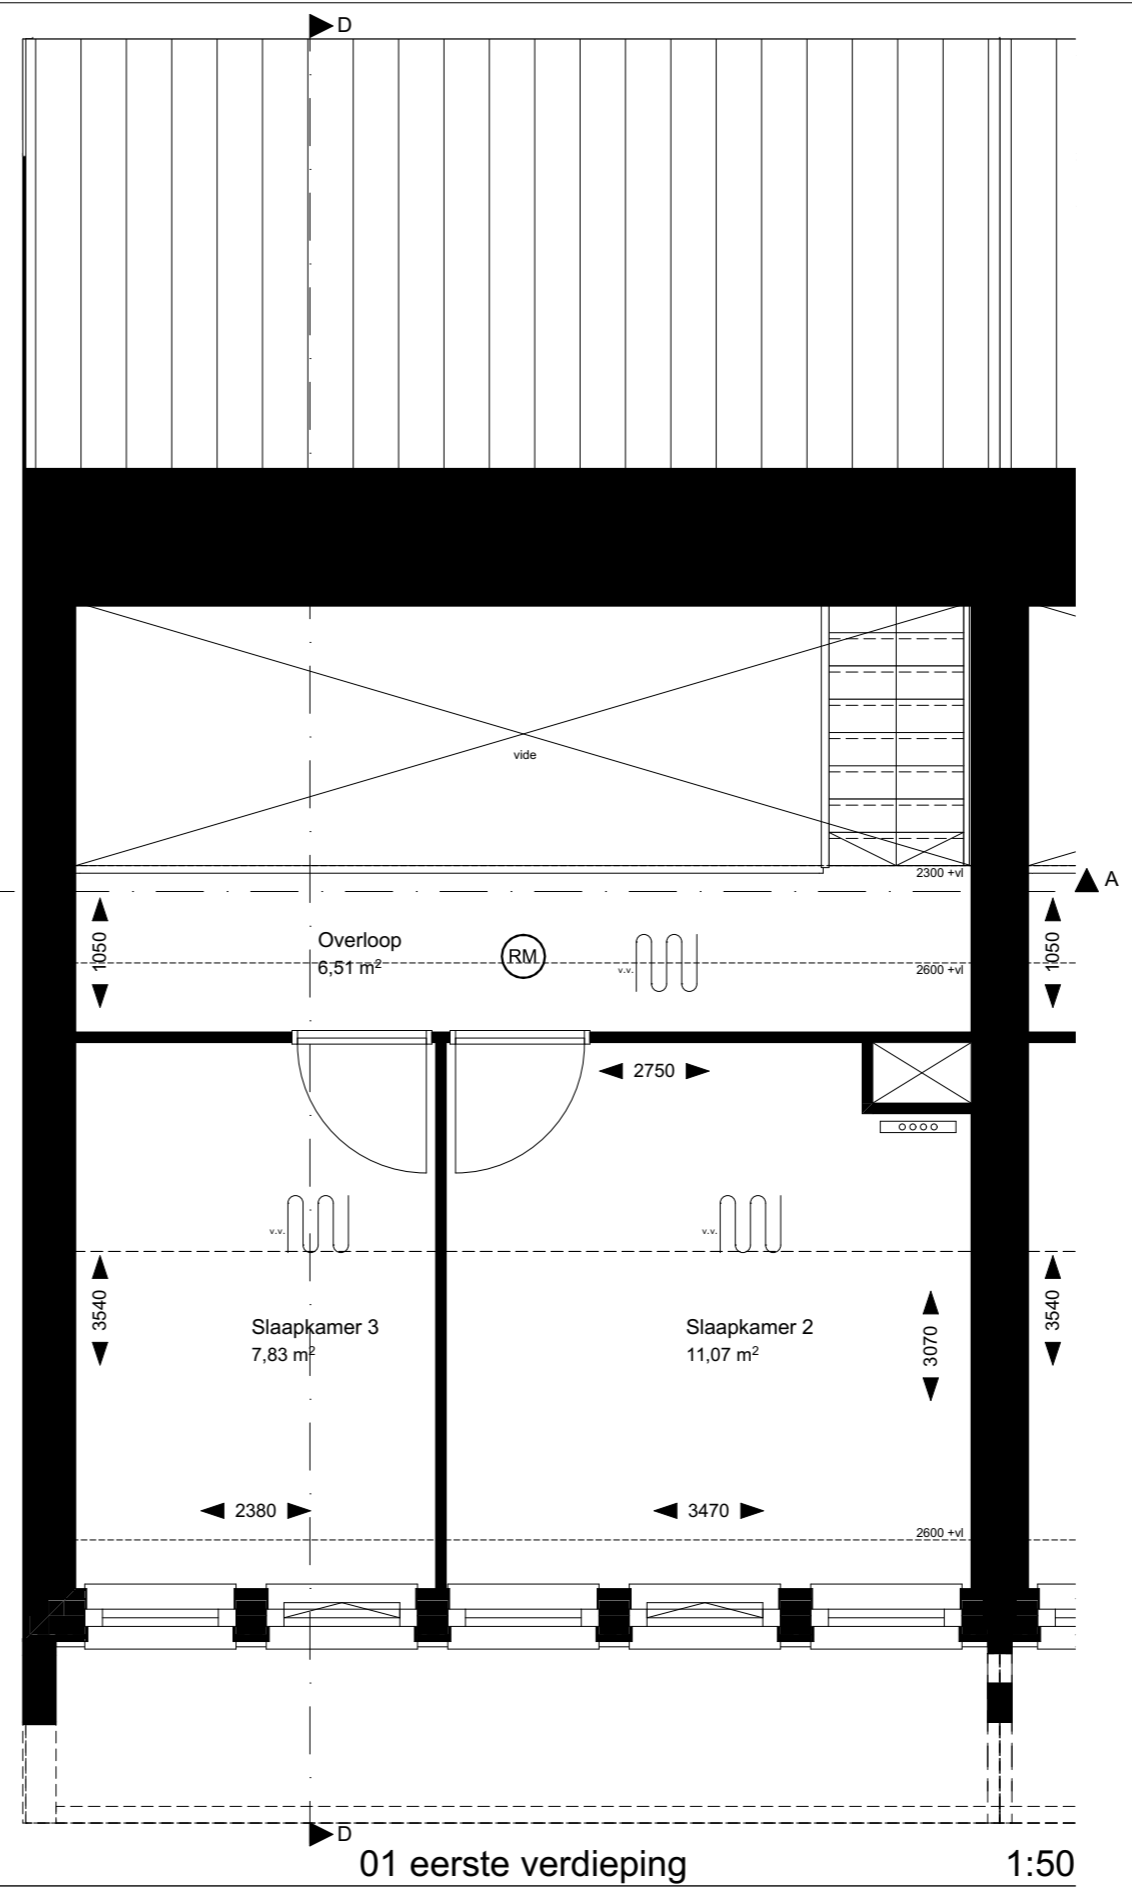 D
vide
2300 +vl
A
1050
Overloop
6,51 m²
RM
v.v.
2600 +vl
1050
2750
v.v.
v.v.
3540
Slaapkamer 3
7,83 m²
Slaapkamer 2
11,07 m²
3070
3540
2380
3470
2600 +vl
D
01 eerste verdieping
1:50